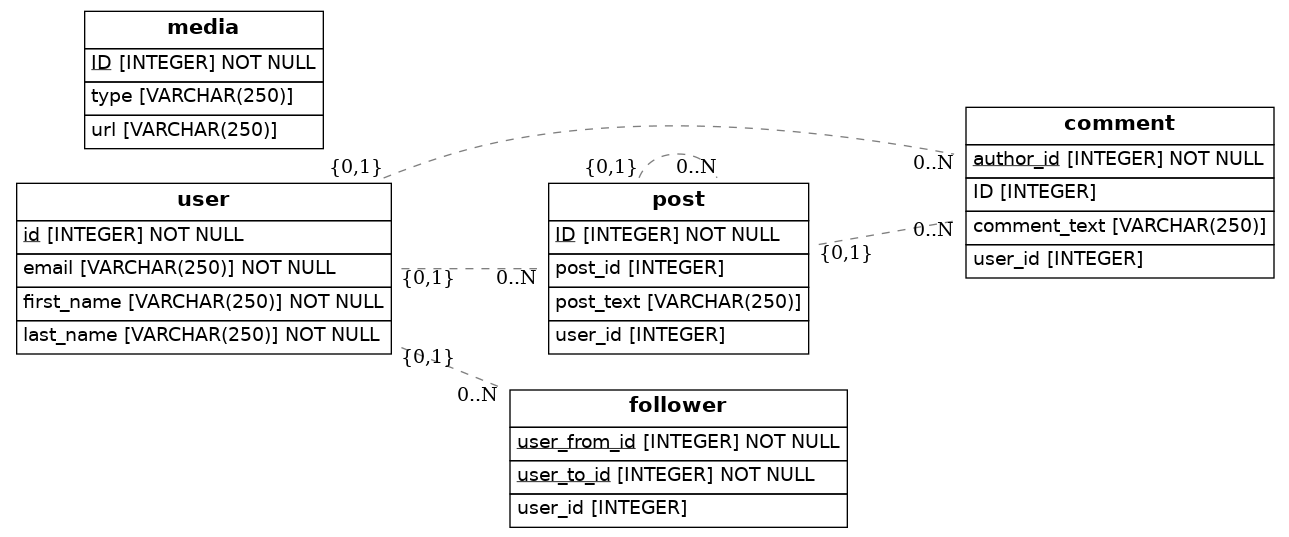 media
ID [INTEGER] NOT NULL
type [VARCHAR(250)]
url [VARCHAR(250)]
{0,1}
0..N
{0,1}
0..N
user
id [INTEGER] NOT NULL
email [VARCHAR(250)] NOT NULL
first_name [VARCHAR(250)] NOT NULL
last_name [VARCHAR(250)] NOT NULL
{0,1}
0..N
{0,1}
0..N
post
ID [INTEGER] NOT NULL
post_id [INTEGER]
post_text [VARCHAR(250)]
user_id [INTEGER]
{0,1}
0..N
comment
author_id [INTEGER] NOT NULL
ID [INTEGER]
comment_text [VARCHAR(250)]
user_id [INTEGER]
follower
user_from_id [INTEGER] NOT NULL
user_to_id [INTEGER] NOT NULL
user_id [INTEGER]